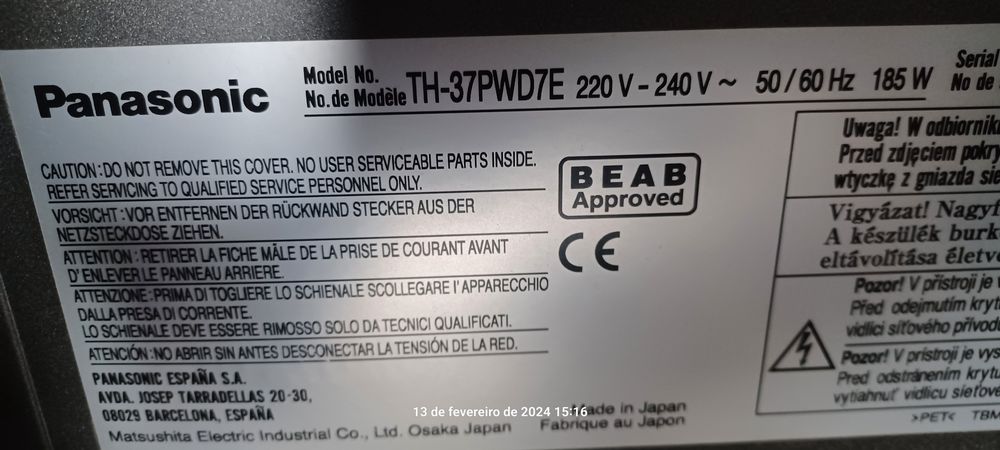 Panasonic
Model No.
No. de Modèle
TH-37PWD7E 220 V - 240 V ~ 50 / 60 Hz 185 W
Serial
No de
CAUTION : DO NOT REMOVE THIS COVER. NO USER SERVICEABLE PARTS INSIDE.
REFER SERVICING TO QUALIFIED SERVICE PERSONNEL ONLY.
VORSICHT : VOR ENTFERNEN DER RÜCKWAND STECKER AUS DER
NETZSTECKDOSE ZIEHEN.
ATTENTION : RETIRER LA FICHE MÂLE DE LA PRISE DE COURANT AVANT
D'ENLEVER LE PANNEAU ARRIERE.
ATTENZIONE : PRIMA DI TOGLIERE LO SCHIENALE SCOLLEGARE l'APPARECCHIO
DALLA PRESA DI CORRENTE.
LO SCHIENALE DEVE ESSERE RIMOSSO SOLO DA TECNICI QUALIFICATI.
ATENCIÓN : NO ABRIR SIN ANTES DESCONECTAR LA TENSIÓN DE LA RED.
PANASONIC ESPAÑA S.A.
AVDA. JOSEP TARRADELLAS 20-30,
08029 BARCELONA, ESPAÑA
Matsushita Electric Industrial Co., Ltd. Osaka Japan
BEAB
Approved
CE
13 de fevereiro de 2024 15:16
Made in Japan
Fabrique au Japon
Uwaga! W odbiornik
Przed zdjęciem pokry
wtyczkę z gniazda sie
Vigyázat! Nagyf
A készülék burk
eltávolítása életve
Pozor! V přístroji je
Před odejmutím kryt
vidlici síťového přívod
Pozor! V prístroji je vys
Pred odstránením krytu
vytiahnuť vidlicu sieťove
>PET< TBM